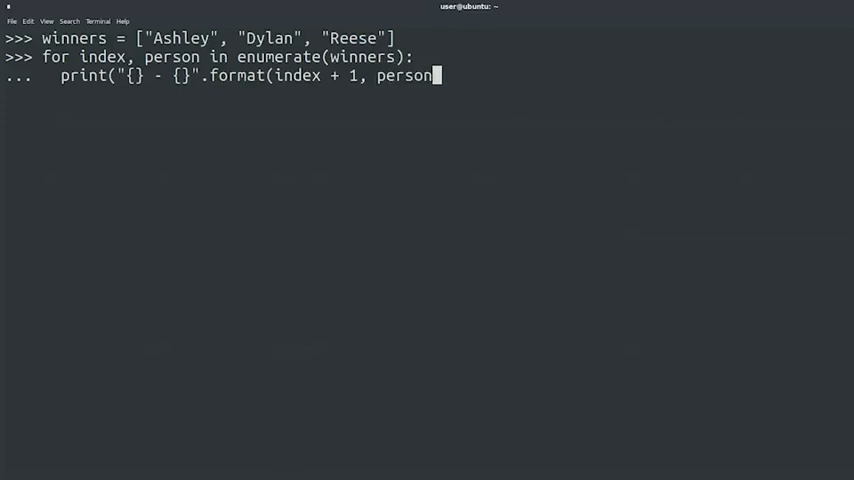 user@ubuntu: ~
File Edit View Search Terminal Help
>>> winners = ["Ashley", "Dylan", "Reese"]
>>> for index, person in enumerate(winners):
...   print("{} - {}".format(index + 1, person